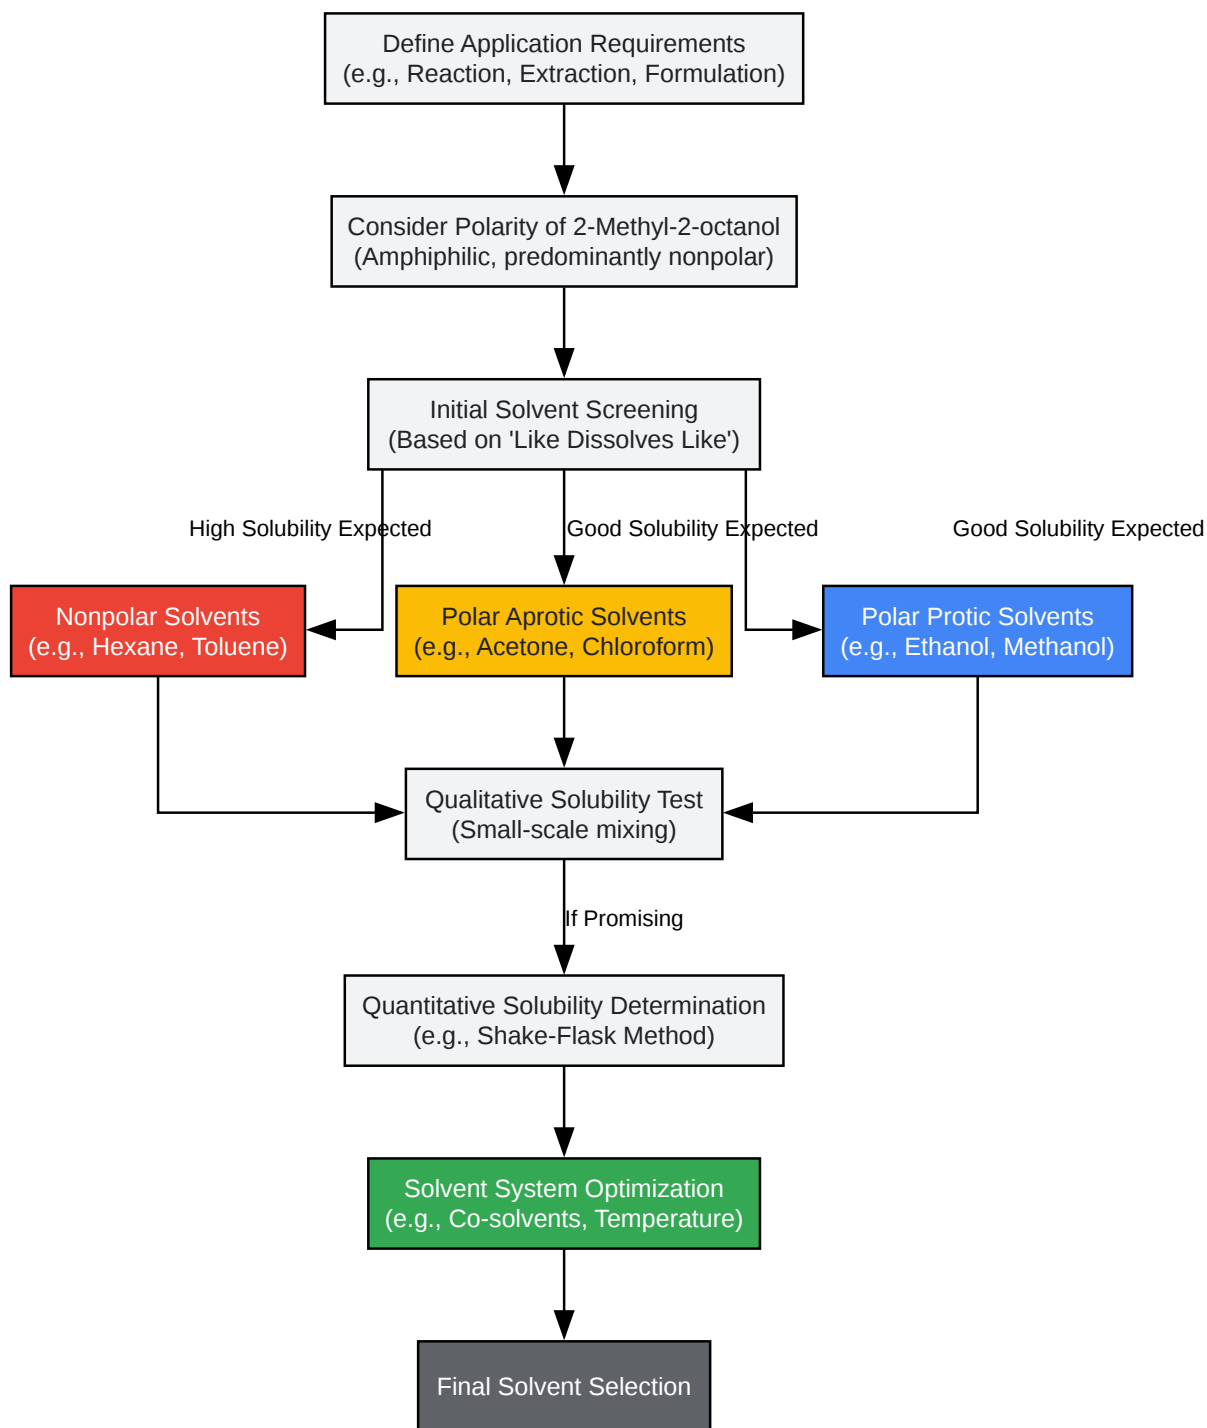 Define Application Requirements
(e.g., Reaction, Extraction, Formulation)
Consider Polarity of 2-Methyl-2-octanol
(Amphiphilic, predominantly nonpolar)
Initial Solvent Screening
(Based on 'Like Dissolves Like')
High Solubility Expected
Good Solubility Expected
Good Solubility Expected
Nonpolar Solvents
(e.g., Hexane, Toluene)
Polar Aprotic Solvents
(e.g., Acetone, Chloroform)
Polar Protic Solvents
(e.g., Ethanol, Methanol)
Qualitative Solubility Test
(Small-scale mixing)
If Promising
Quantitative Solubility Determination
(e.g., Shake-Flask Method)
Solvent System Optimization
(e.g., Co-solvents, Temperature)
Final Solvent Selection